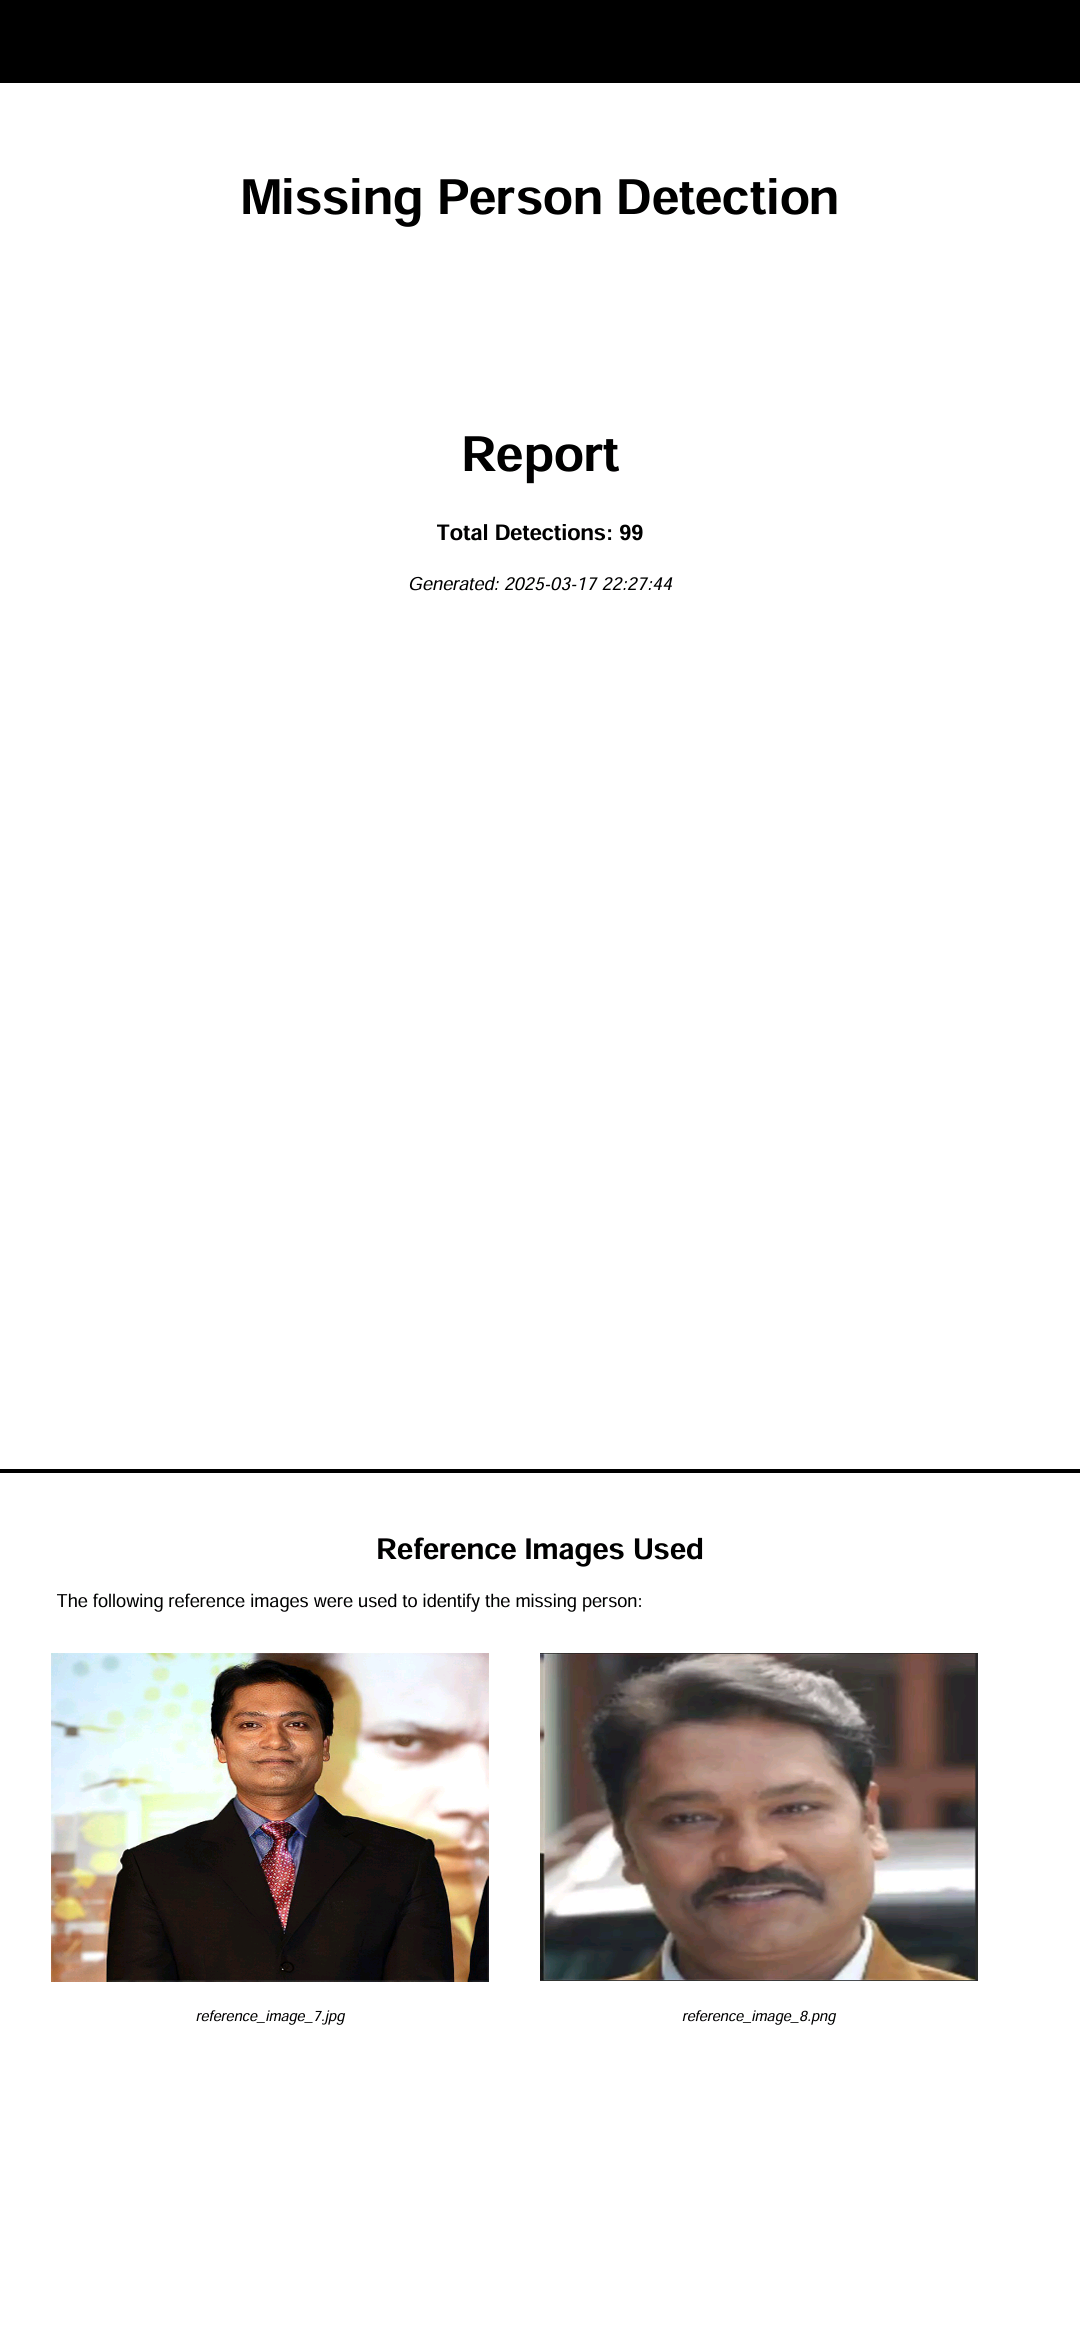 Missing Person Detection
Report
Total Detections: 99
Generated: 2025-03-17 22:27:44
Reference Images Used
The following reference images were used to identify the missing person:
reference_image_7.jpg
reference_image_8.png